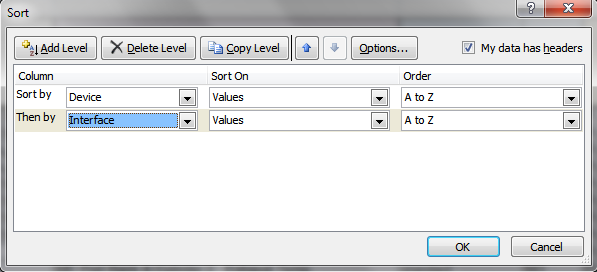 Sort
Add Level Delete Level Copy Level Options... My data has headers
Column Sort On Order
Sort by Device Values A to Z
Then by Interface Values A to Z
OK Cancel